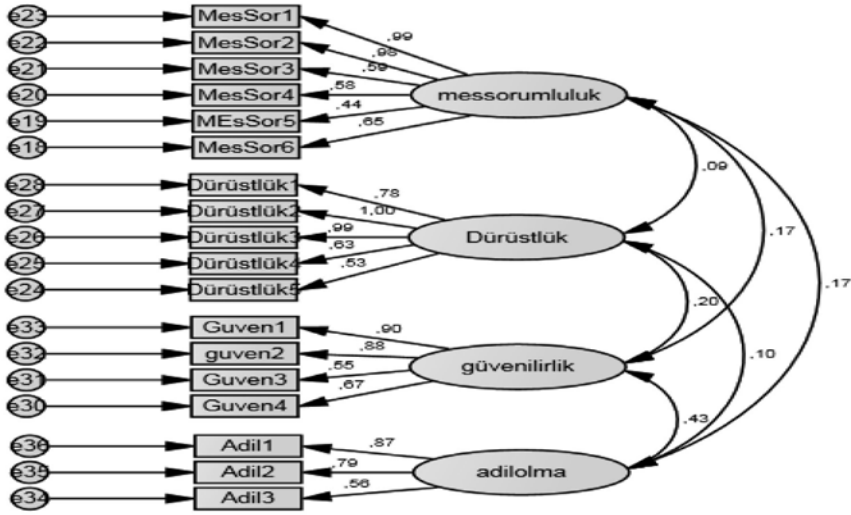 e23 MesSor1 .99
e22 MesSor2 .98
e21 MesSor3 .59
e20 MesSor4 .58
e19 MEsSor5 .44
e18 MesSor6 .65
messorumluluk
.09
.17
.17
e28 Dürüstlük1 .78
e27 Dürüstlük2 1,00
e26 Dürüstlük3 .99
e25 Dürüstlük4 .63
e24 Dürüstlük5 .53
Dürüstlük
.20
.10
e33 Guven1 .90
e32 guven2 .88
e31 Guven3 .55
e30 Guven4 .67
güvenilirlik
.43
e36 Adil1 .87
e35 Adil2 .79
e34 Adil3 .56
adilolma